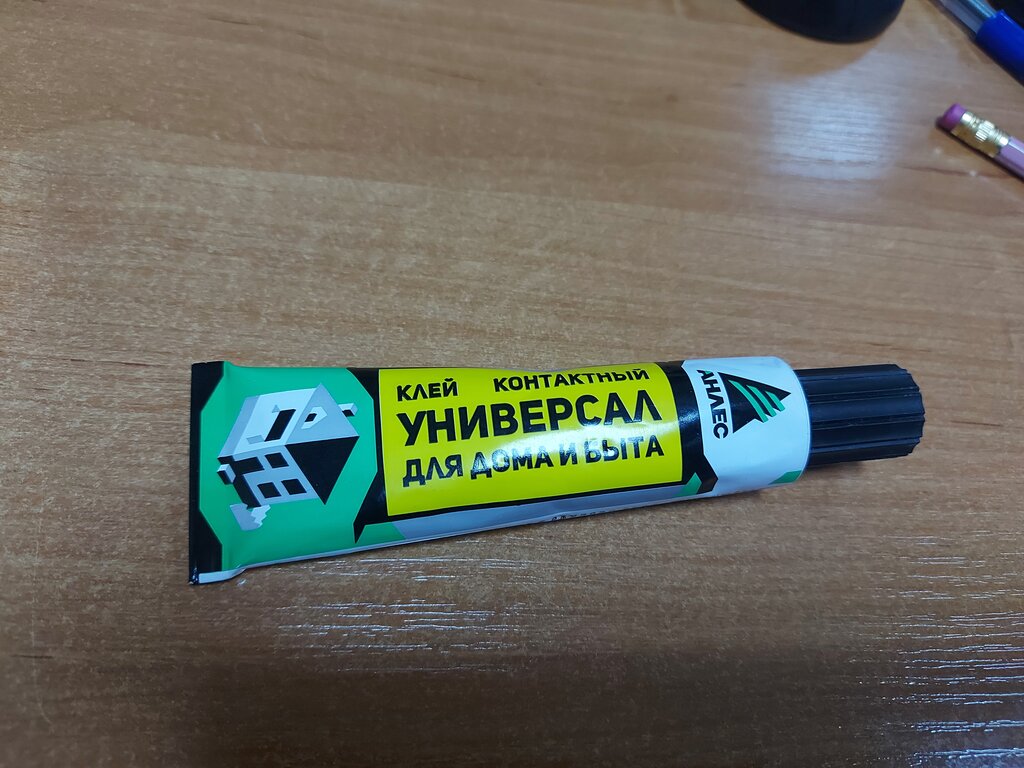 КЛЕЙ КОНТАКТНЫЙ
УНИВЕРСАЛ
ДЛЯ ДОМА И БЫТА
АНЛЕС